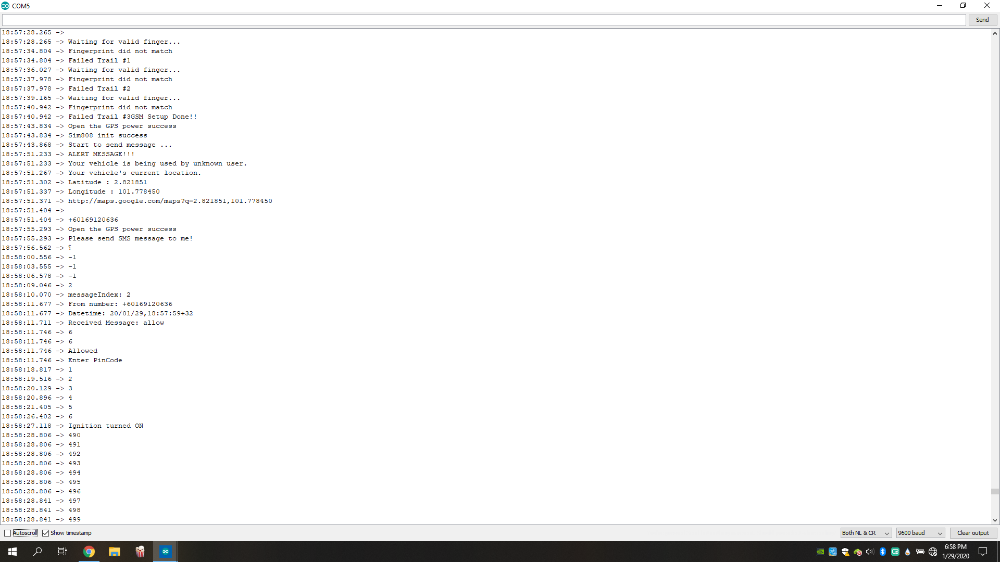 COM5
Send
18:57:28.265 ->
18:57:28.265 -> Waiting for valid finger...
18:57:34.804 -> Fingerprint did not match
18:57:34.804 -> Failed Trail #1
18:57:36.027 -> Waiting for valid finger...
18:57:37.978 -> Fingerprint did not match
18:57:37.978 -> Failed Trail #2
18:57:39.165 -> Waiting for valid finger...
18:57:40.942 -> Fingerprint did not match
18:57:40.942 -> Failed Trail #3GSM Setup Done!!
18:57:43.834 -> Open the GPS power success
18:57:43.834 -> Sim808 init success
18:57:43.868 -> Start to send message ...
18:57:51.233 -> ALERT MESSAGE!!!
18:57:51.233 -> Your vehicle is being used by unknown user.
18:57:51.267 -> Your vehicle's current location.
18:57:51.302 -> Latitude : 2.821851
18:57:51.337 -> Longitude : 101.778450
18:57:51.371 -> http://maps.google.com/maps?q=2.821851,101.778450
18:57:51.404 ->
18:57:51.404 -> +60169120636
18:57:55.293 -> Open the GPS power success
18:57:55.293 -> Please send SMS message to me!
18:57:56.562 -> ⸮
18:58:00.556 -> -1
18:58:03.555 -> -1
18:58:06.578 -> -1
18:58:09.046 -> 2
18:58:10.070 -> messageIndex: 2
18:58:11.677 -> From number: +60169120636
18:58:11.677 -> Datetime: 20/01/29,18:57:59+32
18:58:11.711 -> Received Message: allow
18:58:11.746 -> 6
18:58:11.746 -> 6
18:58:11.746 -> Allowed
18:58:11.746 -> Enter PinCode
18:58:18.817 -> 1
18:58:19.516 -> 2
18:58:20.129 -> 3
18:58:20.896 -> 4
18:58:21.405 -> 5
18:58:26.402 -> 6
18:58:27.118 -> Ignition turned ON
18:58:28.806 -> 490
18:58:28.806 -> 491
18:58:28.806 -> 492
18:58:28.806 -> 493
18:58:28.806 -> 494
18:58:28.806 -> 495
18:58:28.806 -> 496
18:58:28.841 -> 497
18:58:28.841 -> 498
18:58:28.841 -> 499
Autoscroll Show timestamp Both NL & CR 9600 baud Clear output
6:58 PM
1/29/2020